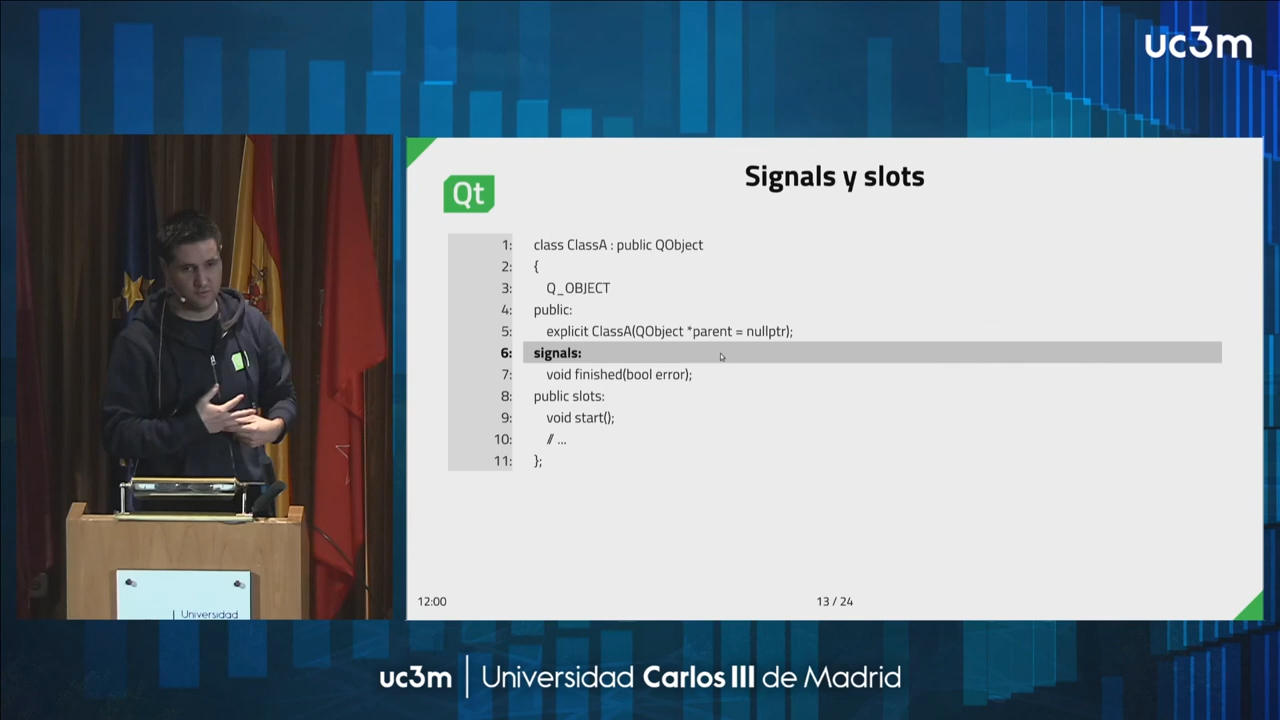 uc3m
Qt
Signals y slots
1: class ClassA : public QObject
2: {
3: Q_OBJECT
4: public:
5: explicit ClassA(QObject *parent = nullptr);
6: signals:
7: void finished(bool error);
8: public slots:
9: void start();
10: // ...
11: };
12:00
13 / 24
| Universidad
uc3m | Universidad Carlos III de Madrid